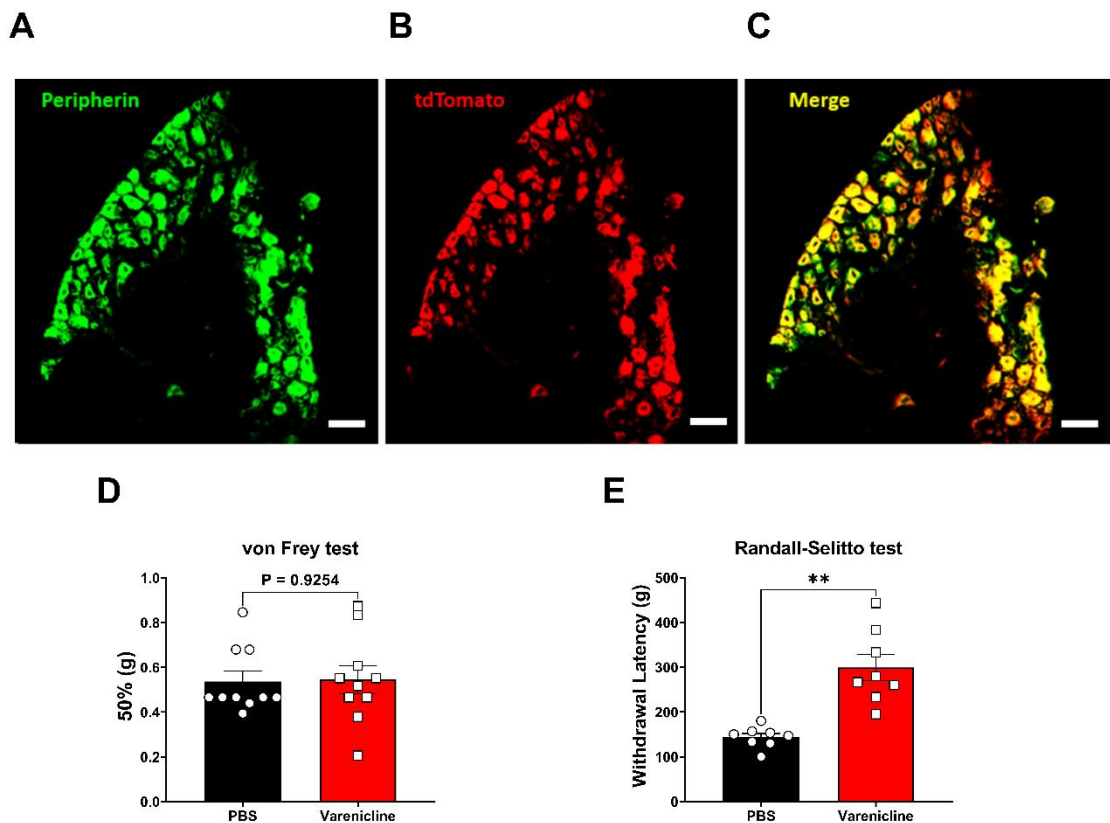 A
B
C
Peripherin
tdTomato
Merge
D
von Frey test
P = 0.9254
50% (g)
1.0
0.8
0.6
0.4
0.2
0.0
PBS
Varenicline
E
Randall-Selitto test
**
Withdrawal Latency (g)
500
400
300
200
100
0
PBS
Varenicline